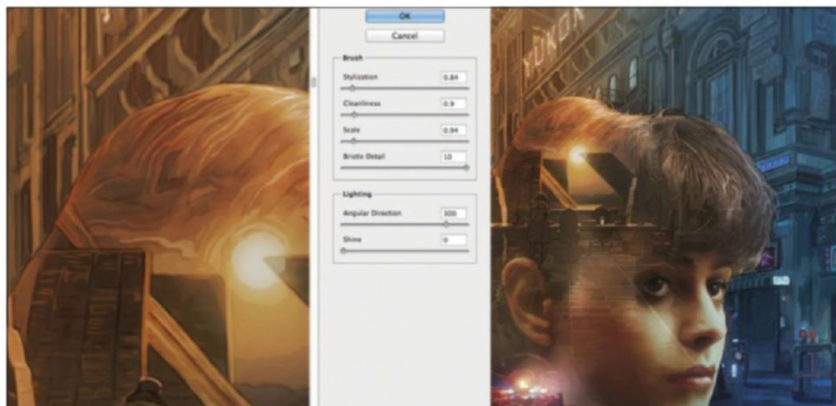 OK
Cancel
Brush
Stylization 0.84
Cleanliness 0.9
Scale 0.94
Bristle Detail 10
Lighting
Angular Direction 300
Shine 0
YUKON